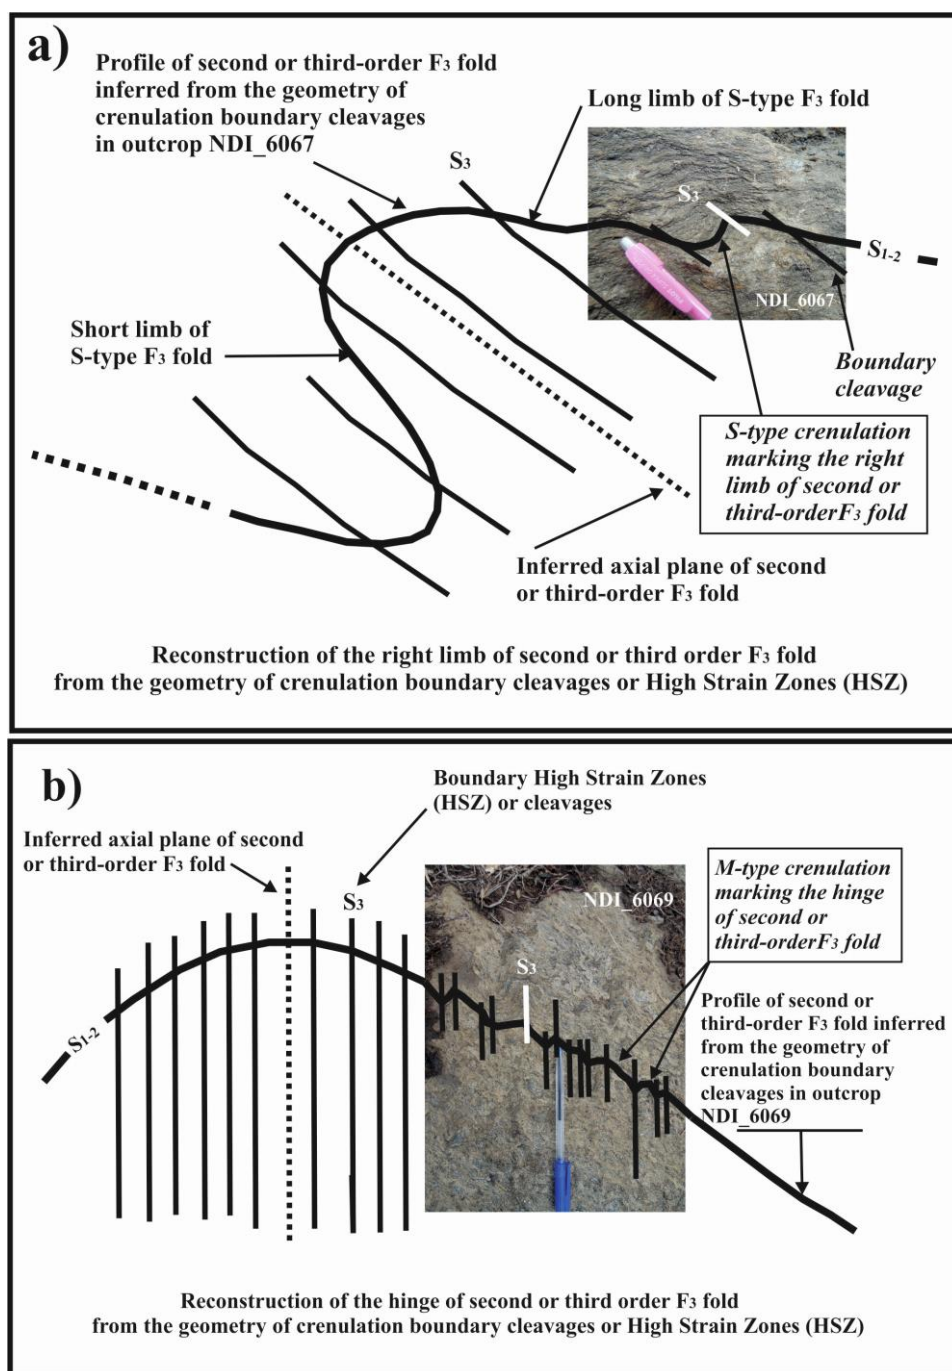 a)
Profile of second or third-order F3 fold
inferred from the geometry of
crenulation boundary cleavages
in outcrop NDI_6067
Long limb of S-type F3 fold
S3
S3
S1-2
NDI_6067
Short limb of
S-type F3 fold
Boundary
cleavage
S-type crenulation
marking the right
limb of second or
third-orderF3 fold
Inferred axial plane of second
or third-order F3 fold
Reconstruction of the right limb of second or third order F3 fold
from the geometry of crenulation boundary cleavages or High Strain Zones (HSZ)
b)
Boundary High Strain Zones
(HSZ) or cleavages
Inferred axial plane of second
or third-order F3 fold
S3
NDI_6069
M-type crenulation
marking the hinge
of second or
third-orderF3 fold
S3
S1-2
Profile of second or
third-order F3 fold inferred
from the geometry of
crenulation boundary
cleavages in outcrop
NDI_6069
Reconstruction of the hinge of second or third order F3 fold
from the geometry of crenulation boundary cleavages or High Strain Zones (HSZ)